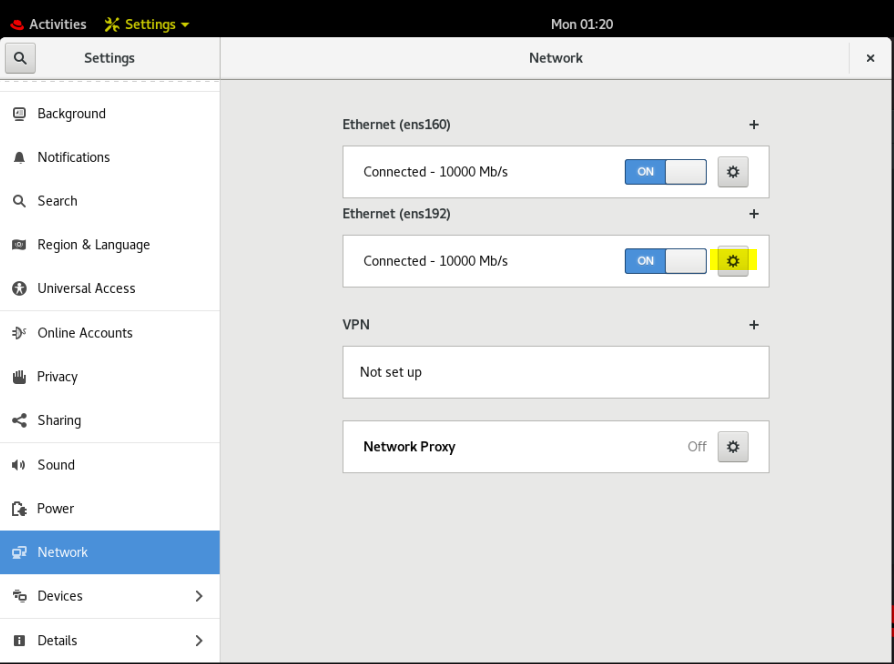 Activities Settings Mon 01:20
Settings Network
Background
Notifications
Search
Region & Language
Universal Access
Online Accounts
Privacy
Sharing
Sound
Power
Network
Devices
Details
Ethernet (ens160)
Connected - 10000 Mb/s ON
Ethernet (ens192)
Connected - 10000 Mb/s ON
VPN
Not set up
Network Proxy Off